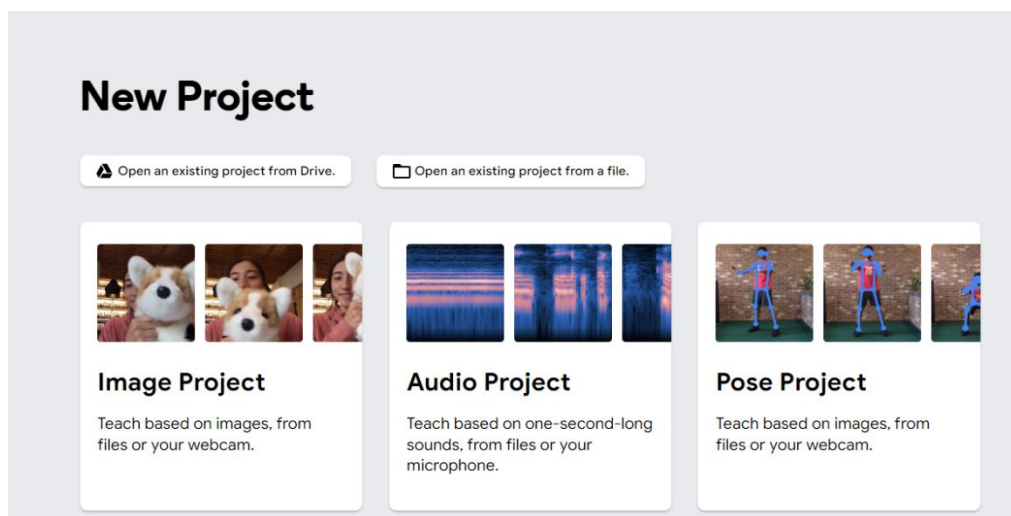 New Project
Open an existing project from Drive.
Open an existing project from a file.
Image Project
Teach based on images, from
files or your webcam.
Audio Project
Teach based on one-second-long
sounds, from files or your
microphone.
Pose Project
Teach based on images, from
files or your webcam.